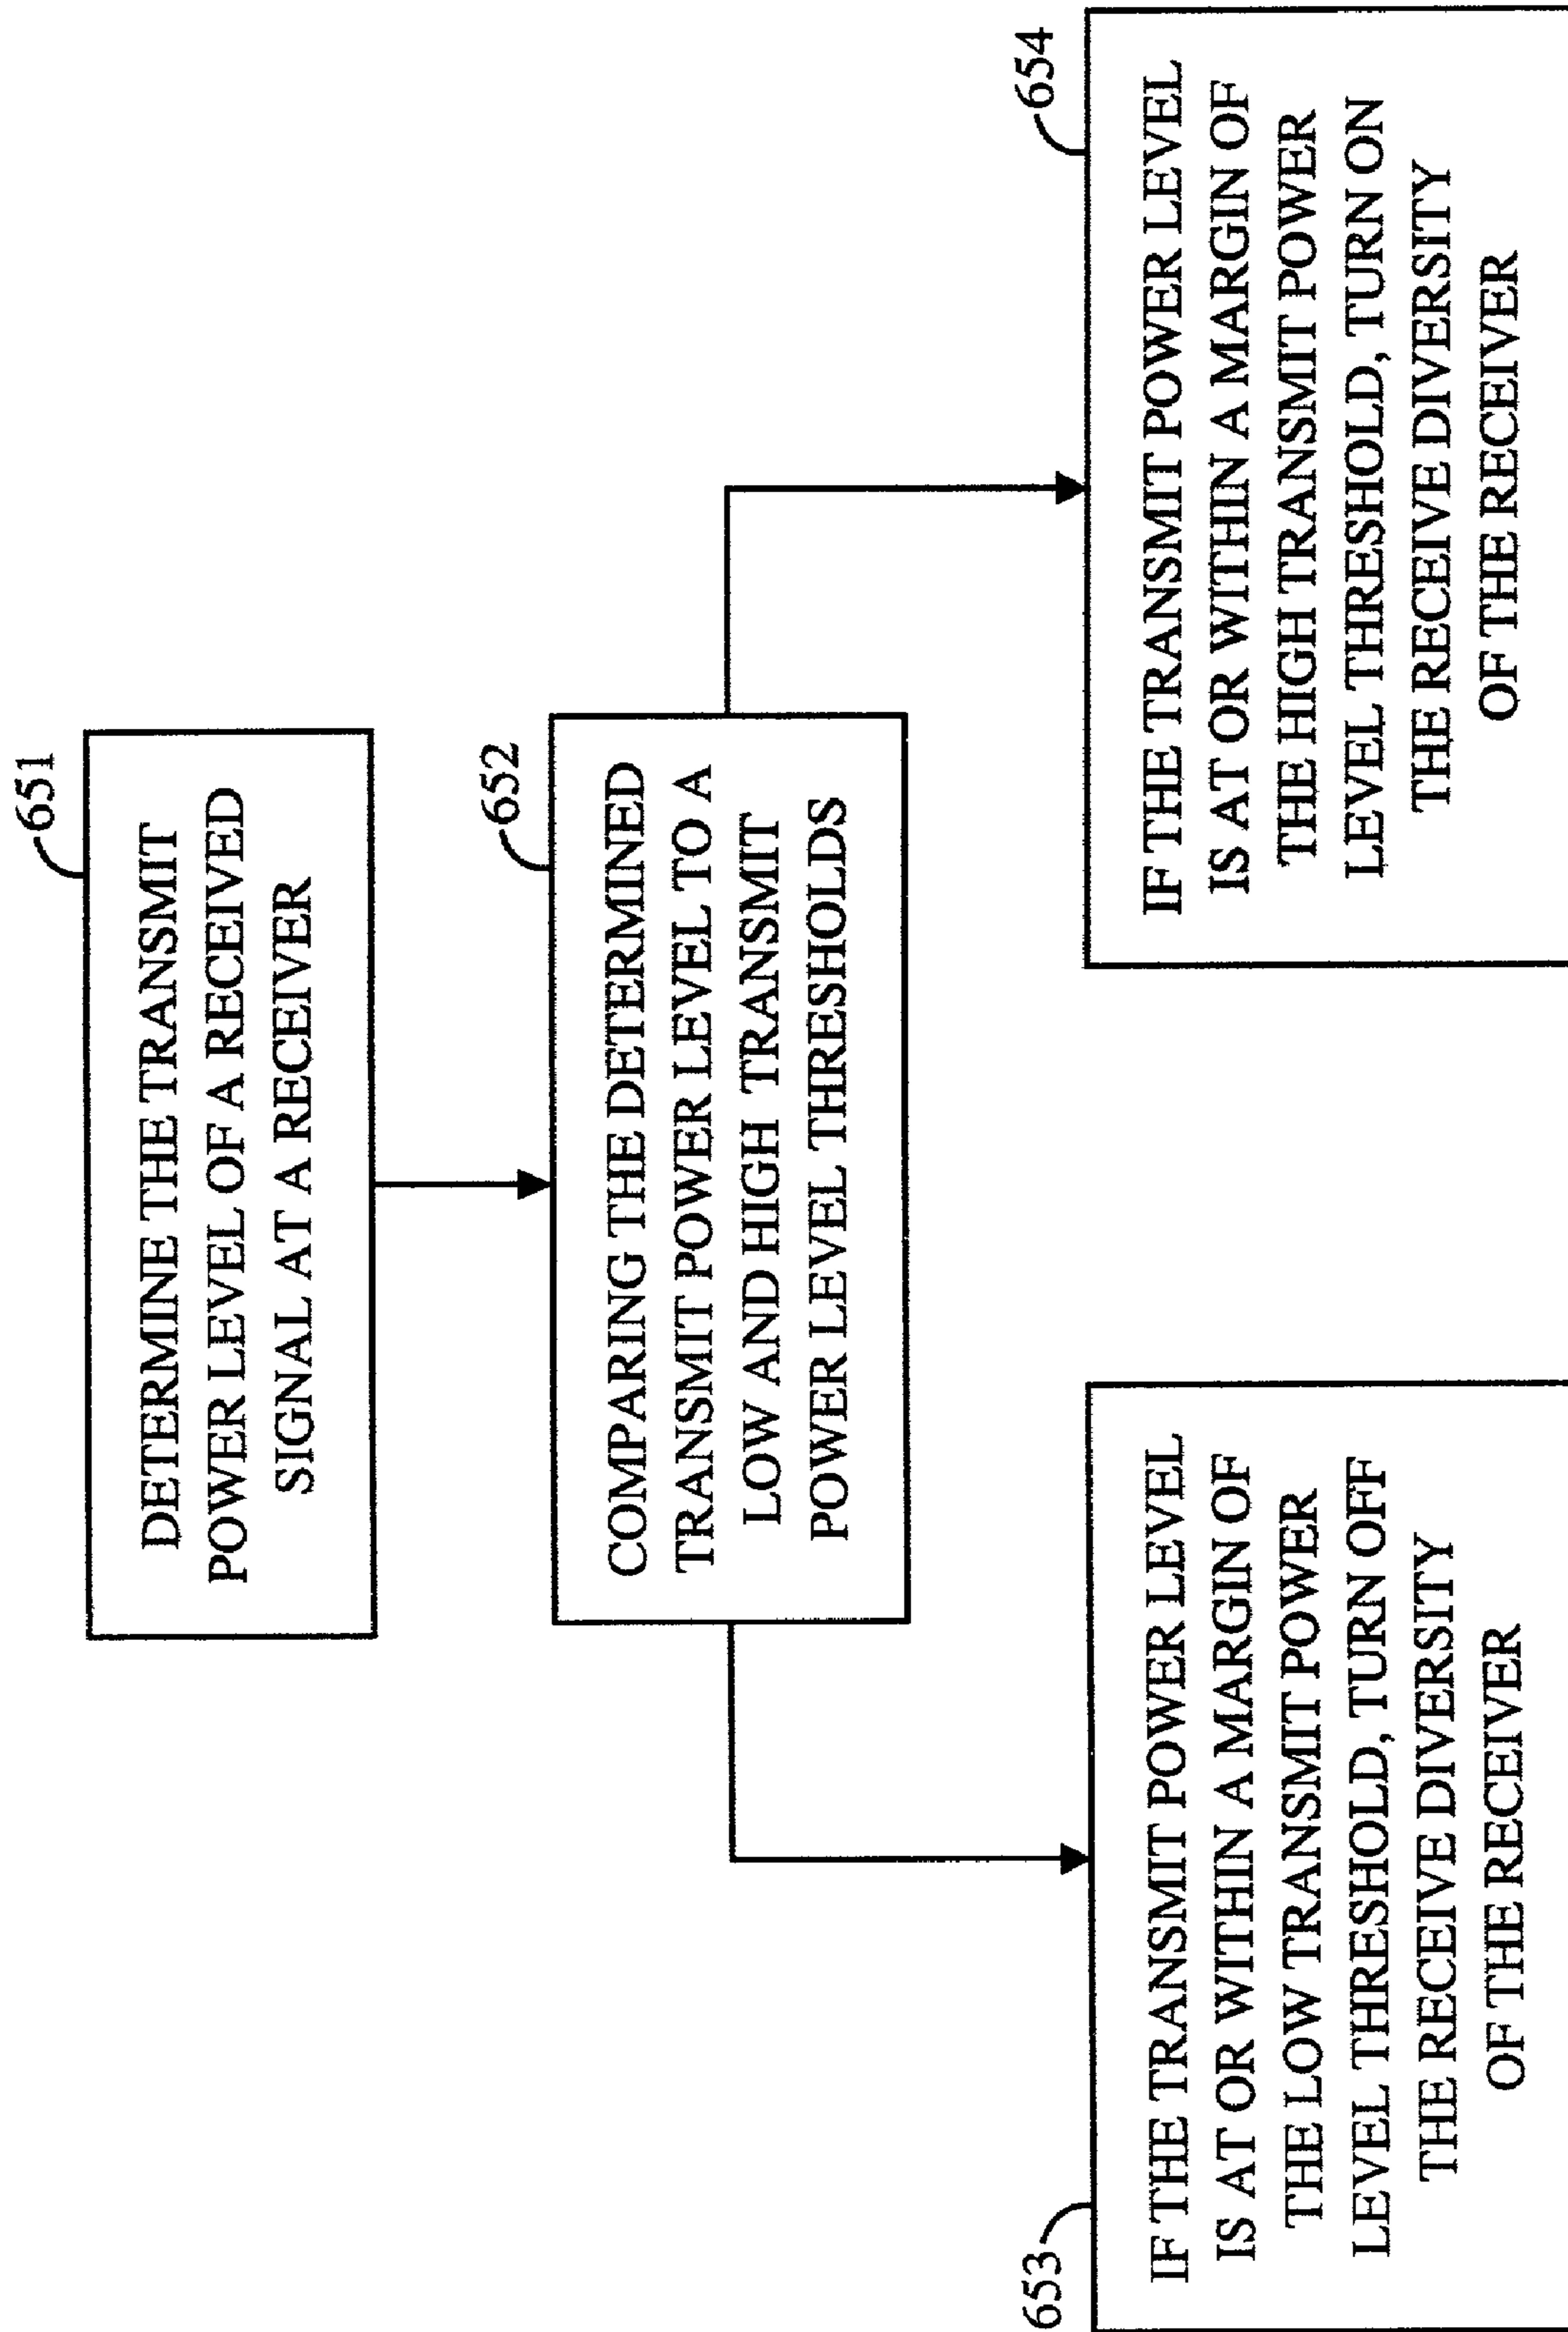 651
DETERMINE THE TRANSMIT
POWER LEVEL OF A RECEIVED
SIGNAL AT A RECEIVER
652
COMPARING THE DETERMINED
TRANSMIT POWER LEVEL TO A
LOW AND HIGH TRANSMIT
POWER LEVEL THRESHOLDS
653
IF THE TRANSMIT POWER LEVEL
IS AT OR WITHIN A MARGIN OF
THE LOW TRANSMIT POWER
LEVEL THRESHOLD, TURN OFF
THE RECEIVE DIVERSITY
OF THE RECEIVER
654
IF THE TRANSMIT POWER LEVEL
IS AT OR WITHIN A MARGIN OF
THE HIGH TRANSMIT POWER
LEVEL THRESHOLD, TURN ON
THE RECEIVE DIVERSITY
OF THE RECEIVER